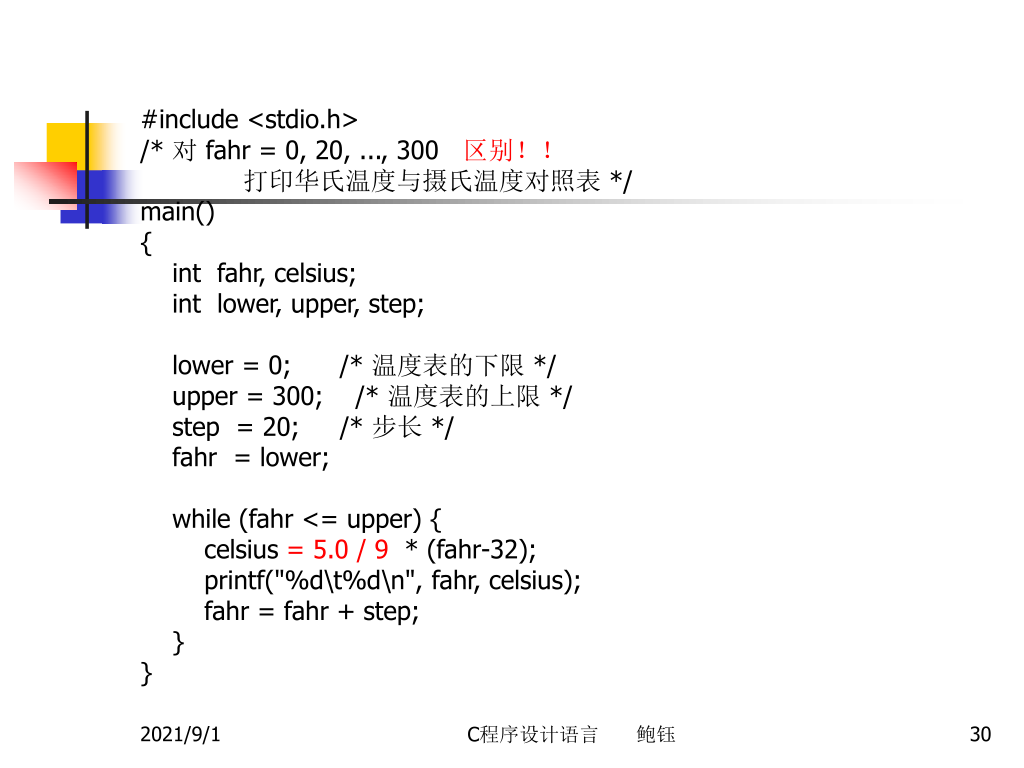 #include <stdio.h>
/* 对 fahr = 0, 20, ..., 300 区别！！
打印华氏温度与摄氏温度对照表 */
main()
{
int fahr, celsius;
int lower, upper, step;
lower = 0; /* 温度表的下限 */
upper = 300; /* 温度表的上限 */
step = 20; /* 步长 */
fahr = lower;
while (fahr <= upper) {
celsius = 5.0 / 9 * (fahr-32);
printf("%d\t%d\n", fahr, celsius);
fahr = fahr + step;
}
}
2021/9/1 C程序设计语言 鲍钰 30